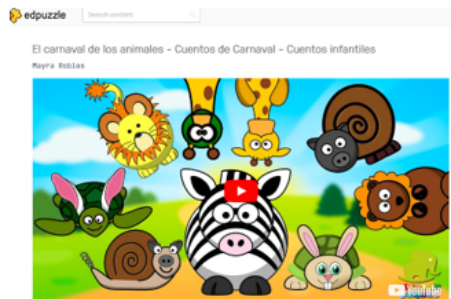 edpuzzle
Search content
El carnaval de los animales - Cuentos de Carnaval - Cuentos infantiles
Mayra Robles
YouTube